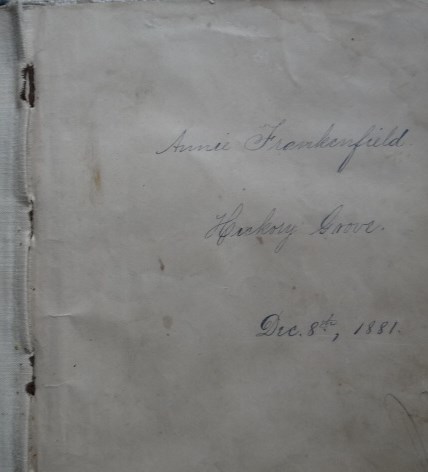 Annie Frankenfield.
Hickory Grove.
Dec. 8th, 1881.